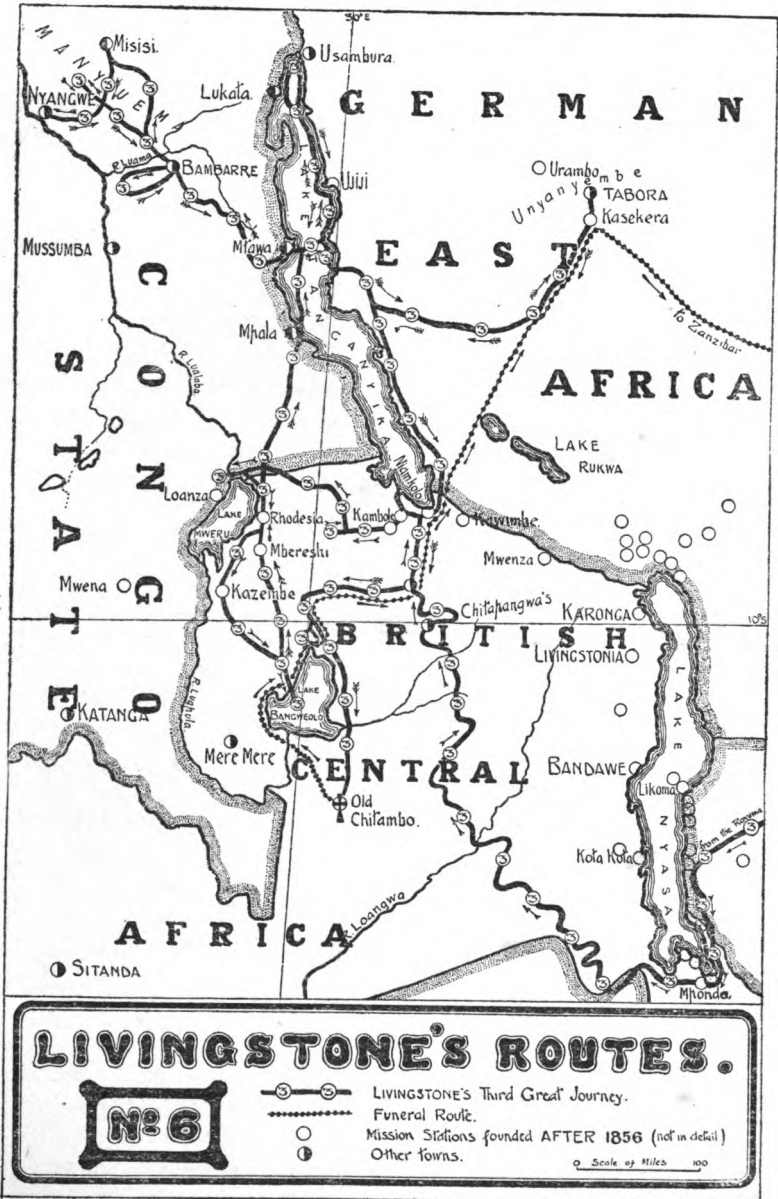 30°E
MANYUEMA
Misisi.
Usambura.
NYANGWE
Lukata.
GERMAN
R. Luama
BAMBARRE
Ujiji
Urambo
Unyanyembe
TABORA
Kasekera
MUSSUMBA
Mtawa
LAKE TANGANYIKA
EAST
to Zanzibar
CONGO
STATE
R. Lualaba
Mpala
AFRICA
LAKE
RUKWA
Niamkolo
Loanza
LAKE
MWERU
Rhodesia
Kambole
Kawimbe
Mbereshi
Mwenza
Mwena
Kazembe
Chitapangwa's
KARONGA
10°S
BRITISH
LIVINGSTONIA
R. Luapula
LAKE
BANGWEOLO
KATANGA
Mere Mere
CENTRAL
BANDAWE
Likoma
LAKE NYASA
Old
Chitambo.
from the Rovuma
Kota Kota
R. Loangwa
AFRICA
SITANDA
Mponda
LIVINGSTONE'S ROUTES.
No 6
3 3 LIVINGSTONE'S Third Great Journey.
Funeral Route.
Mission Stations founded AFTER 1856 (not in detail)
Other towns.
0 Scale of Miles 100